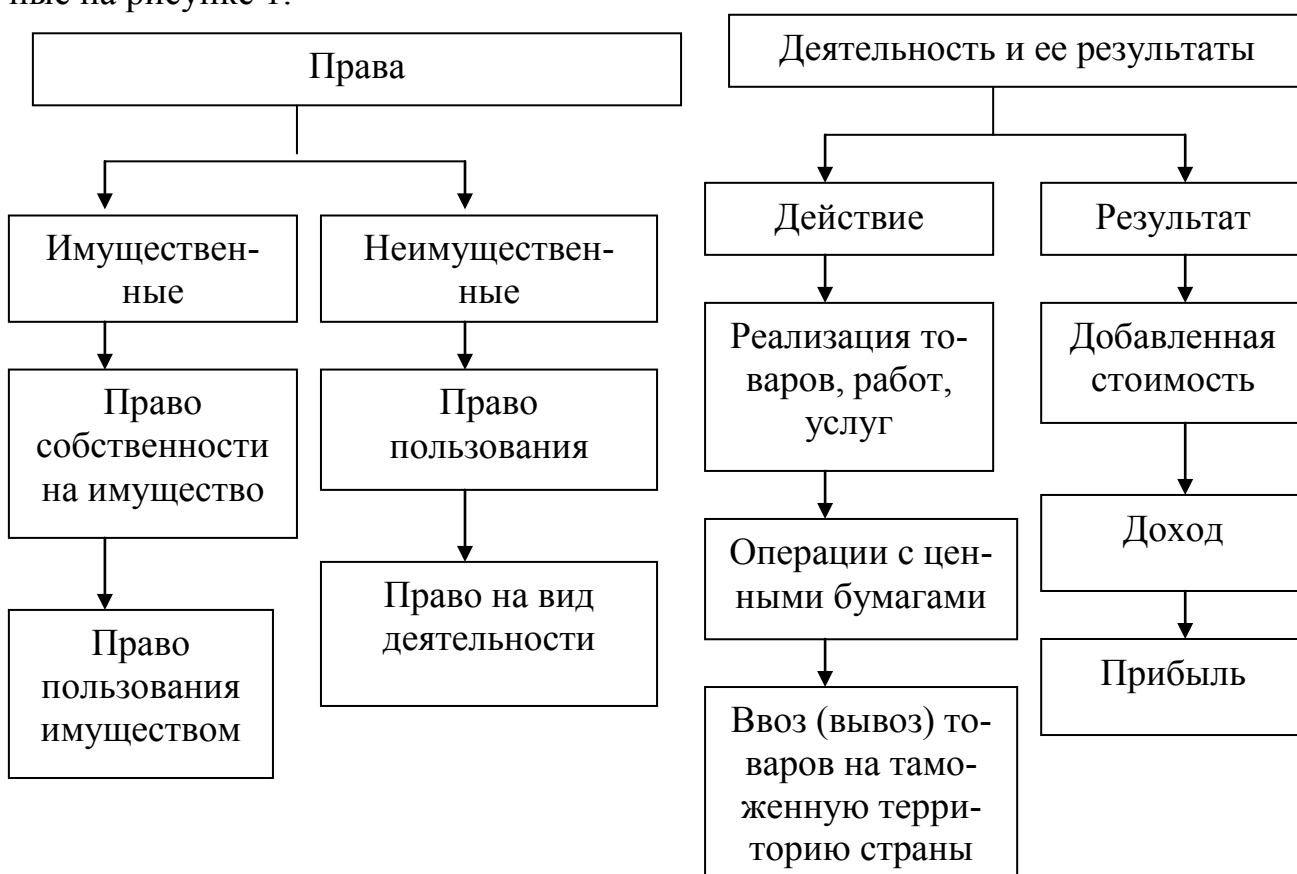 ные на рисунке 1.
Права
Имуществен-
ные
Неимуществен-
ные
Право
собственности
на имущество
Право
пользования
Право
пользования
имуществом
Право на вид
деятельности
Деятельность и ее результаты
Действие
Результат
Реализация то-
варов, работ,
услуг
Добавленная
стоимость
Операции с цен-
ными бумагами
Доход
Ввоз (вывоз) то-
варов на тамо-
женную терри-
торию страны
Прибыль